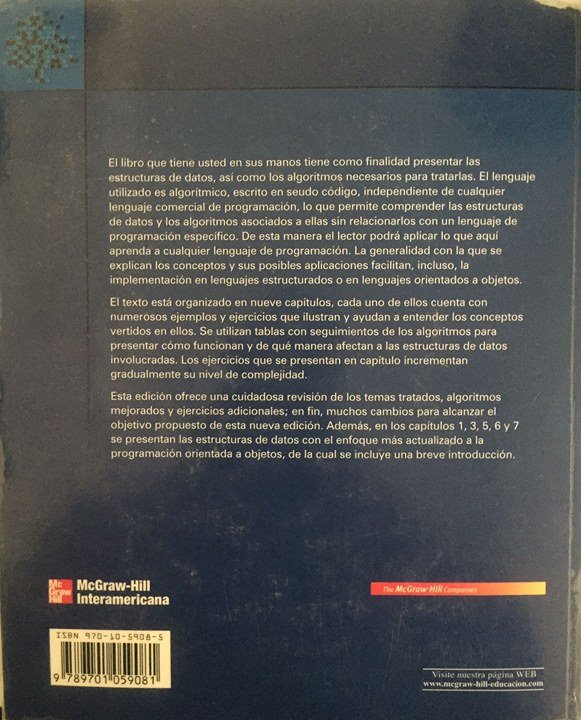 El libro que tiene usted en sus manos tiene como finalidad presentar las
estructuras de datos, así como los algoritmos necesarios para tratarlas. El lenguaje
utilizado es algorítmico, escrito en seudo código, independiente de cualquier
lenguaje comercial de programación, lo que permite comprender las estructuras
de datos y los algoritmos asociados a ellas sin relacionarlos con un lenguaje de
programación específico. De esta manera el lector podrá aplicar lo que aquí
aprenda a cualquier lenguaje de programación. La generalidad con la que se
explican los conceptos y sus posibles aplicaciones facilitan, incluso, la
implementación en lenguajes estructurados o en lenguajes orientados a objetos.
El texto está organizado en nueve capítulos, cada uno de ellos cuenta con
numerosos ejemplos y ejercicios que ilustran y ayudan a entender los conceptos
vertidos en ellos. Se utilizan tablas con seguimientos de los algoritmos para
presentar cómo funcionan y de qué manera afectan a las estructuras de datos
involucradas. Los ejercicios que se presentan en capítulo incrementan
gradualmente su nivel de complejidad.
Esta edición ofrece una cuidadosa revisión de los temas tratados, algoritmos
mejorados y ejercicios adicionales; en fin, muchos cambios para alcanzar el
objetivo propuesto de esta nueva edición. Además, en los capítulos 1, 3, 5, 6 y 7
se presentan las estructuras de datos con el enfoque más actualizado a la
programación orientada a objetos, de la cual se incluye una breve introducción.
Mc
Graw
Hill
McGraw-Hill
Interamericana
The McGraw-Hill Companies
ISBN 970-10-5908-5
9 789701 059081
Visite nuestra página WEB
www.mcgraw-hill-educacion.com